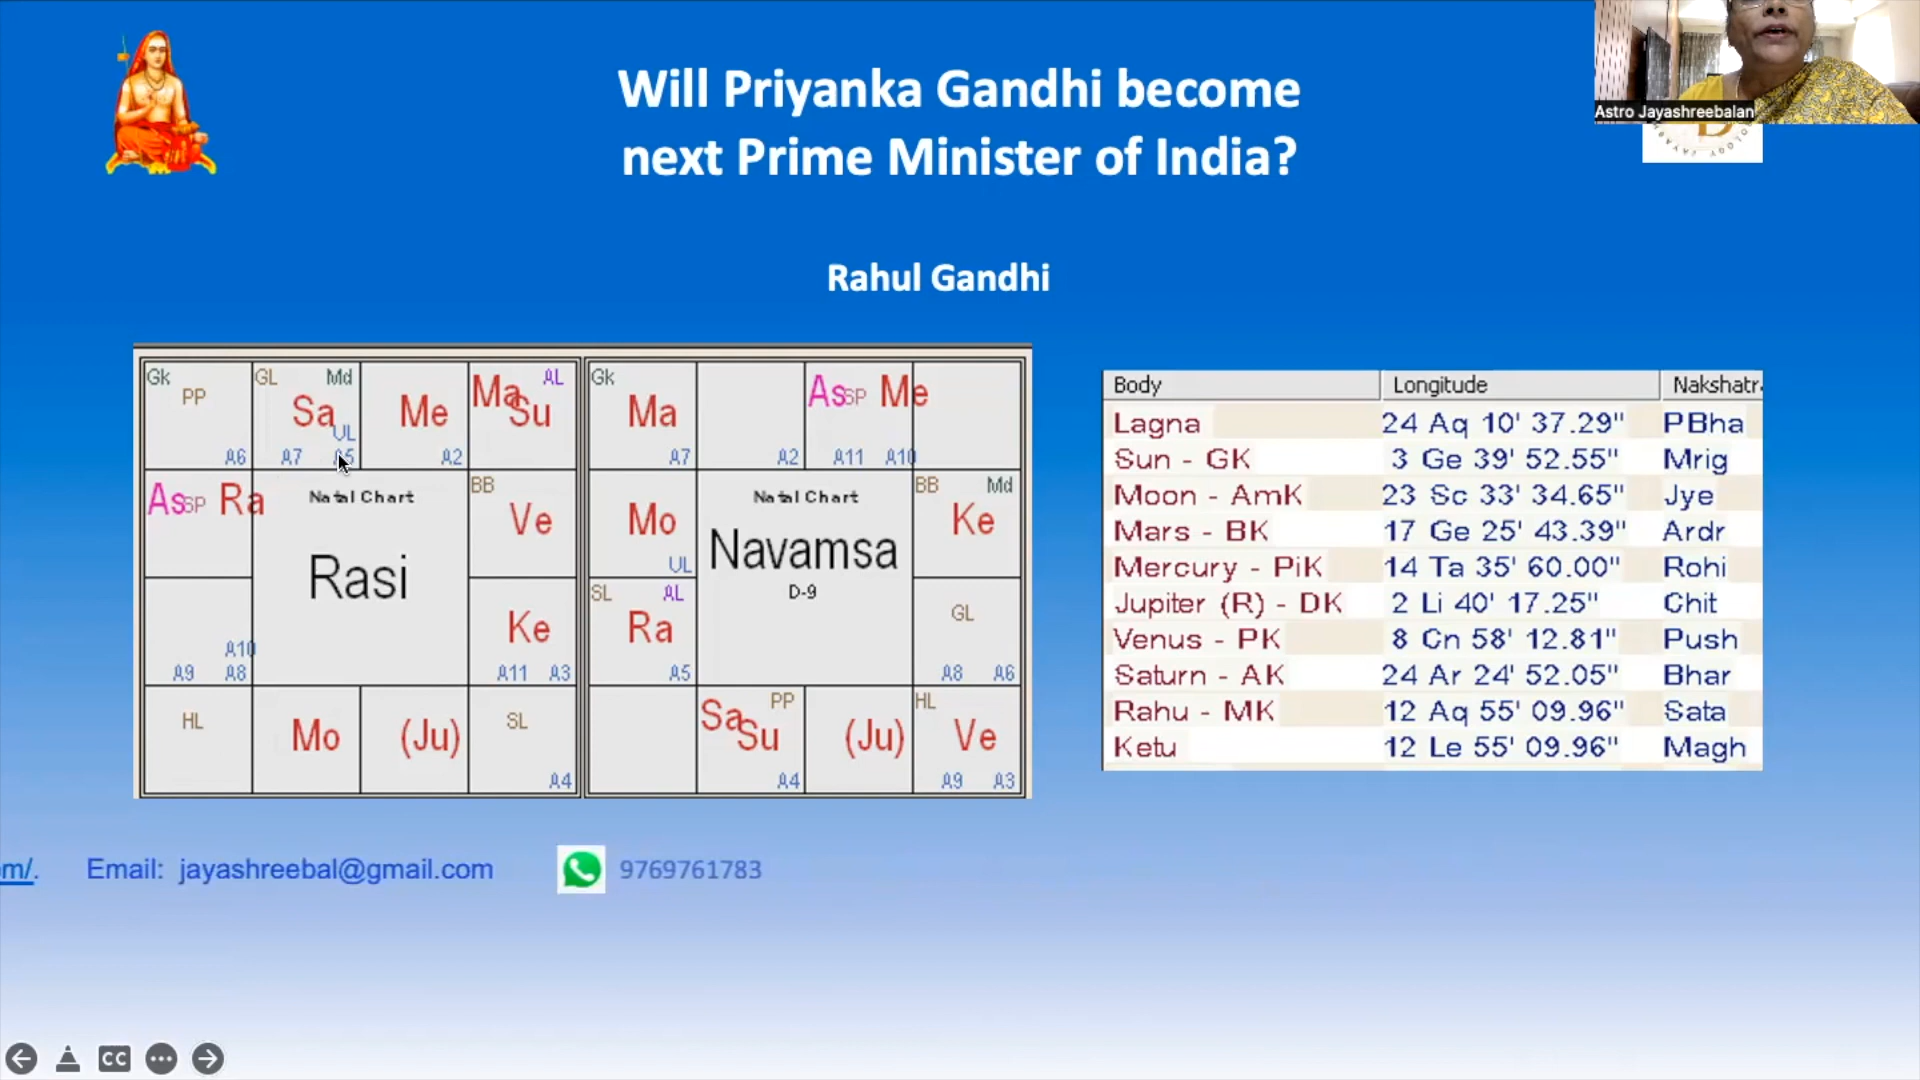 Will Priyanka Gandhi become
next Prime Minister of India?
Astro Jayashreebalan
Rahul Gandhi
Gk PP A6
GL Md Sa UL A7 A5
Me A2
Ma AL Su
As SP Ra
Natal Chart
Rasi
BB Ve
A10
A9 A8
Ke
A11 A3
HL
Mo
(Ju)
SL
A4
Gk Ma A7
A2
As SP Me A11 A10
Mo UL
Natal Chart
Navamsa
D-9
BB Md Ke
SL AL Ra A5
GL A8 A6
Sa Su PP A4
(Ju)
HL Ve A9 A3
Body Longitude Nakshatr
Lagna 24 Aq 10' 37.29" PBha
Sun - GK 3 Ge 39' 52.55" Mrig
Moon - AmK 23 Sc 33' 34.65" Jye
Mars - BK 17 Ge 25' 43.39" Ardr
Mercury - PiK 14 Ta 35' 60.00" Rohi
Jupiter (R) - DK 2 Li 40' 17.25" Chit
Venus - PK 8 Cn 58' 12.81" Push
Saturn - AK 24 Ar 24' 52.05" Bhar
Rahu - MK 12 Aq 55' 09.96" Sata
Ketu 12 Le 55' 09.96" Magh
om/. Email: jayashreebal@gmail.com 9769761783
CC